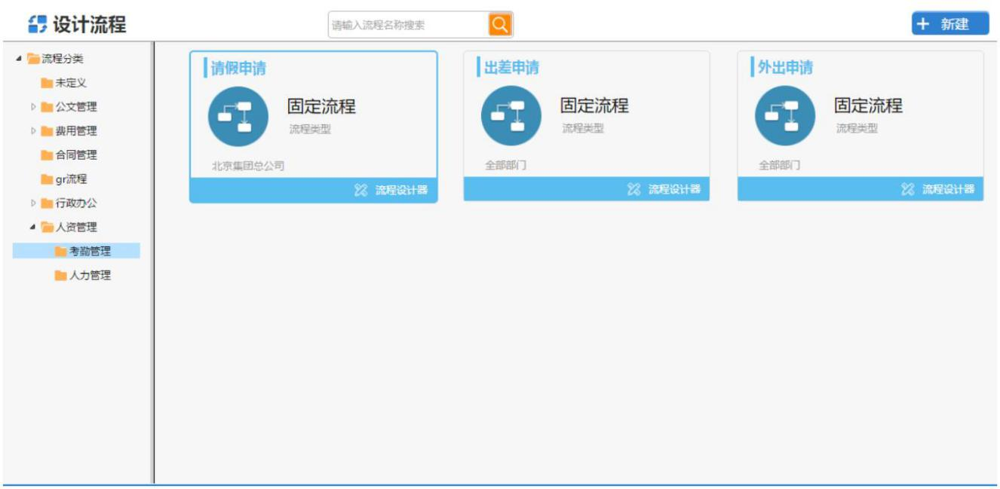 设计流程
请输入流程名称搜索
新建
流程分类
未定义
公文管理
费用管理
合同管理
gr流程
行政办公
人资管理
考勤管理
人力管理
请假申请
固定流程
流程类型
北京集团总公司
流程设计器
出差申请
固定流程
流程类型
全部部门
流程设计器
外出申请
固定流程
流程类型
全部部门
流程设计器